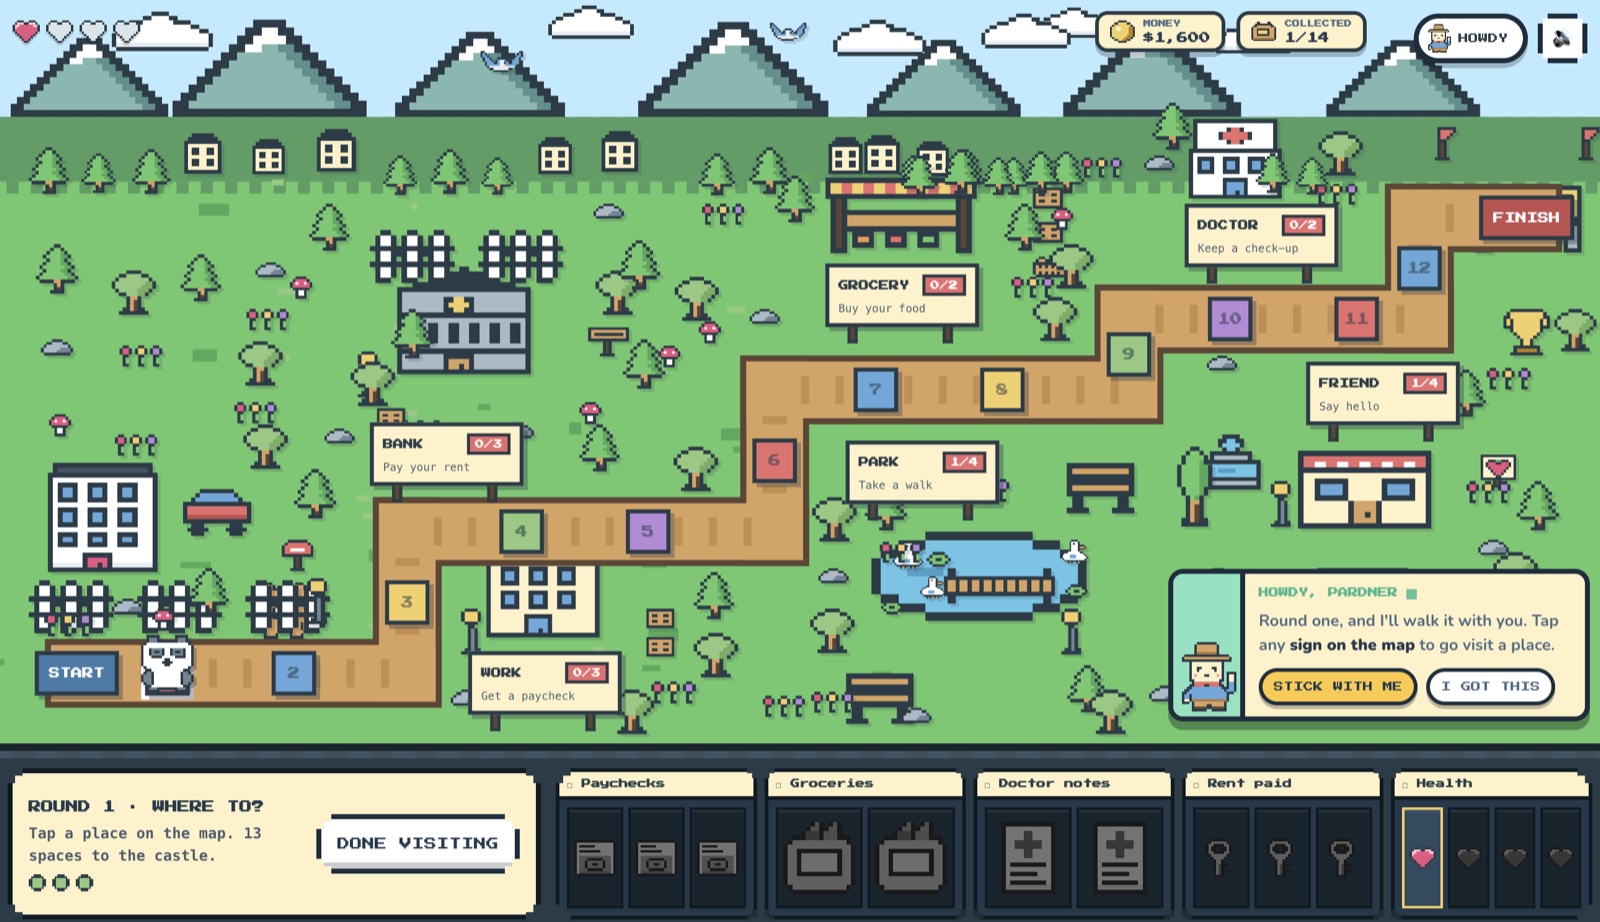 MONEY
$1,600
COLLECTED
1/14
HOWDY
DOCTOR 0/2
Keep a check-up
FINISH
12
GROCERY 0/2
Buy your food
10
11
9
7
8
FRIEND 1/4
Say hello
BANK 0/3
Pay your rent
6
PARK 1/4
Take a walk
4
5
3
HOWDY, PARDNER
Round one, and I'll walk it with you. Tap
any sign on the map to go visit a place.
STICK WITH ME
I GOT THIS
START
2
WORK 0/3
Get a paycheck
ROUND 1 · WHERE TO?
Tap a place on the map. 13
spaces to the castle.
DONE VISITING
Paychecks
Groceries
Doctor notes
Rent paid
Health